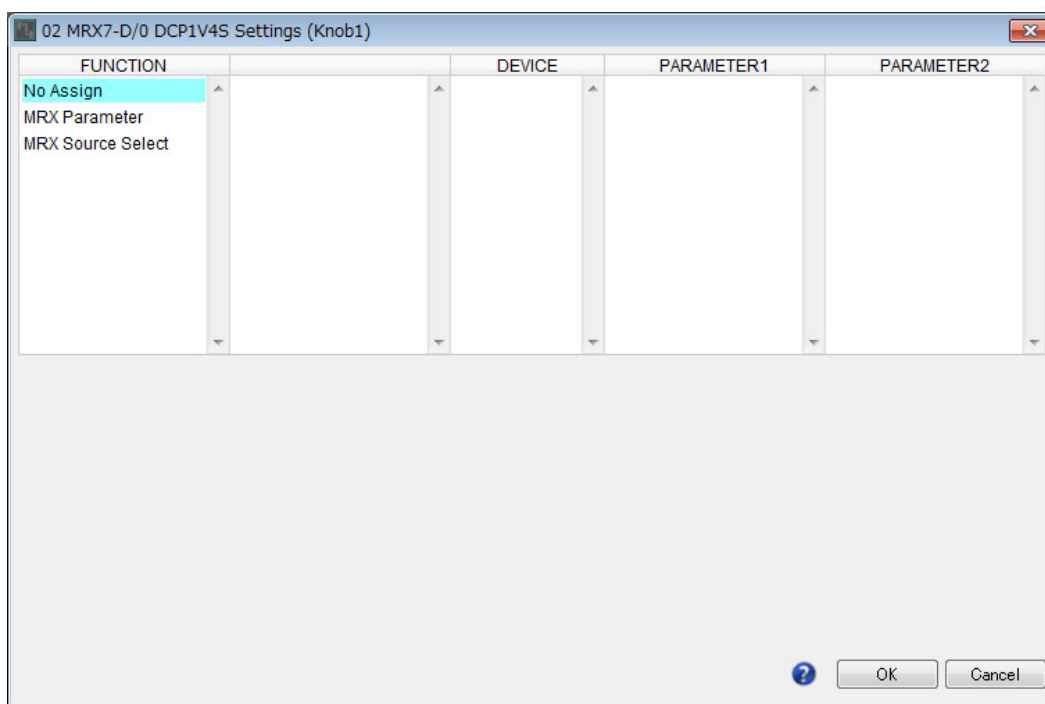 02 MRX7-D/0 DCP1V4S Settings (Knob1)
FUNCTION DEVICE PARAMETER1 PARAMETER2
No Assign
MRX Parameter
MRX Source Select
? OK Cancel